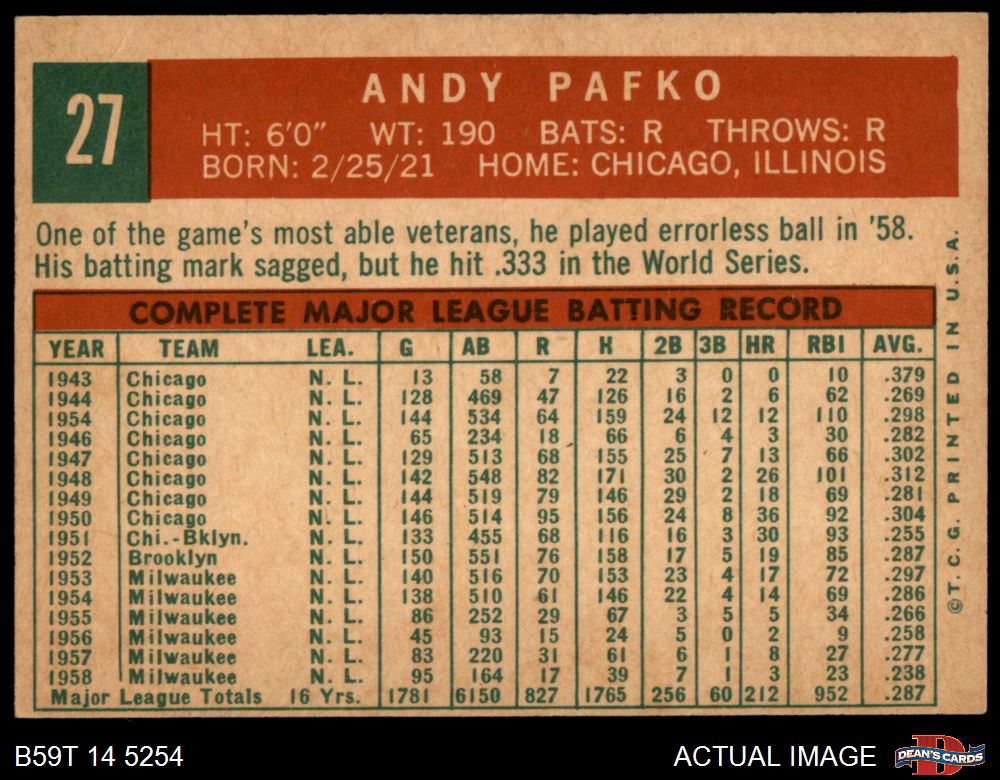 27
ANDY PAFKO
HT: 6'0" WT: 190 BATS: R THROWS: R
BORN: 2/25/21 HOME: CHICAGO, ILLINOIS
One of the game's most able veterans, he played errorless ball in '58.
His batting mark sagged, but he hit .333 in the World Series.
COMPLETE MAJOR LEAGUE BATTING RECORD
YEAR TEAM LEA. G AB R H 2B 3B HR RBI AVG.
1943 Chicago N. L. 13 58 7 22 3 0 0 10 .379
1944 Chicago N. L. 128 469 47 126 16 2 6 62 .269
1954 Chicago N. L. 144 534 64 159 24 12 12 110 .298
1946 Chicago N. L. 65 234 18 66 6 4 3 30 .282
1947 Chicago N. L. 129 513 68 155 25 7 13 66 .302
1948 Chicago N. L. 142 548 82 171 30 2 26 101 .312
1949 Chicago N. L. 144 519 79 146 29 2 18 69 .281
1950 Chicago N. L. 146 514 95 156 24 8 36 92 .304
1951 Chi.-Bklyn. N. L. 133 455 68 116 16 3 30 93 .255
1952 Brooklyn N. L. 150 551 76 158 17 5 19 85 .287
1953 Milwaukee N. L. 140 516 70 153 23 4 17 72 .297
1954 Milwaukee N. L. 138 510 61 146 22 4 14 69 .286
1955 Milwaukee N. L. 86 252 29 67 3 5 5 34 .266
1956 Milwaukee N. L. 45 93 15 24 5 0 2 9 .258
1957 Milwaukee N. L. 83 220 31 61 6 1 8 27 .277
1958 Milwaukee N. L. 95 164 17 39 7 1 3 23 .238
Major League Totals 16 Yrs. 1781 6150 827 1765 256 60 212 952 .287
©T. C. G. PRINTED IN U.S.A.
B59T 14 5254
ACTUAL IMAGE
D
DEAN'S CARDS